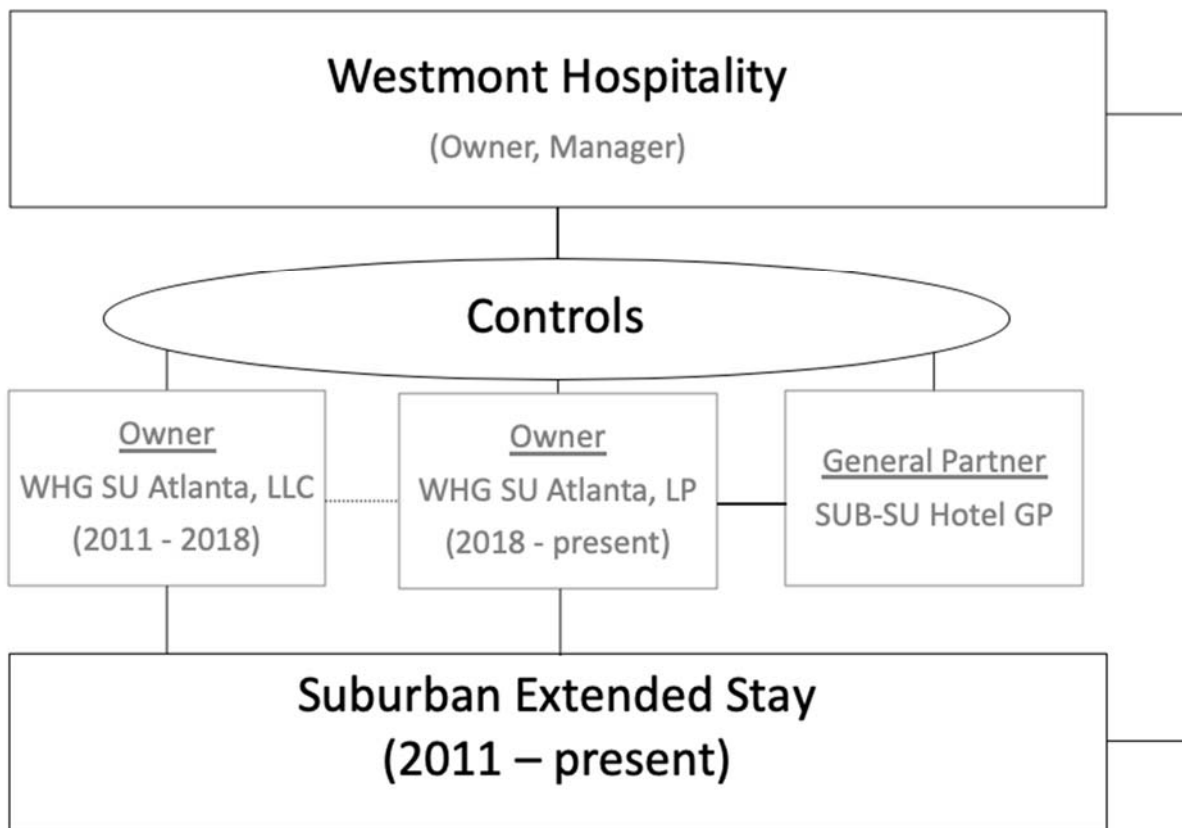 Westmont Hospitality
(Owner, Manager)
Controls
Owner
WHG SU Atlanta, LLC
(2011 - 2018)
Owner
WHG SU Atlanta, LP
(2018 - present)
General Partner
SUB-SU Hotel GP
Suburban Extended Stay
(2011 – present)